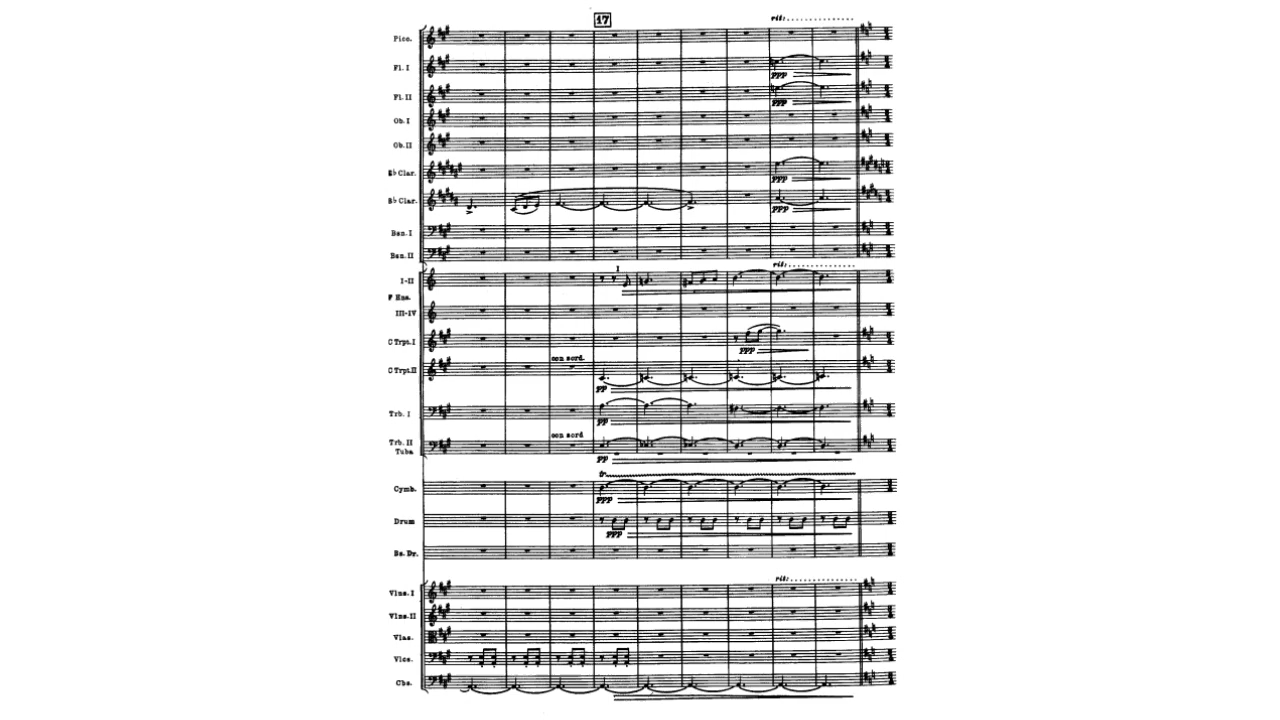 17
rit:
Picc.
Fl. I
ppp
Fl. II
ppp
Ob. I
Ob. II
E♭ Clar.
ppp
B♭ Clar.
ppp
Bsn. I
Bsn. II
rit:
I-II
1
F Hns.
III-IV
C Trpt. I
ppp
con sord.
C Trpt. II
pp
Trb. I
pp
con sord
Trb. II
Tuba
pp
tr
Cymb.
ppp
Drum
ppp
Bs. Dr.
rit:
Vlns. I
Vlns. II
Vlas.
Vlcs.
Cbs.